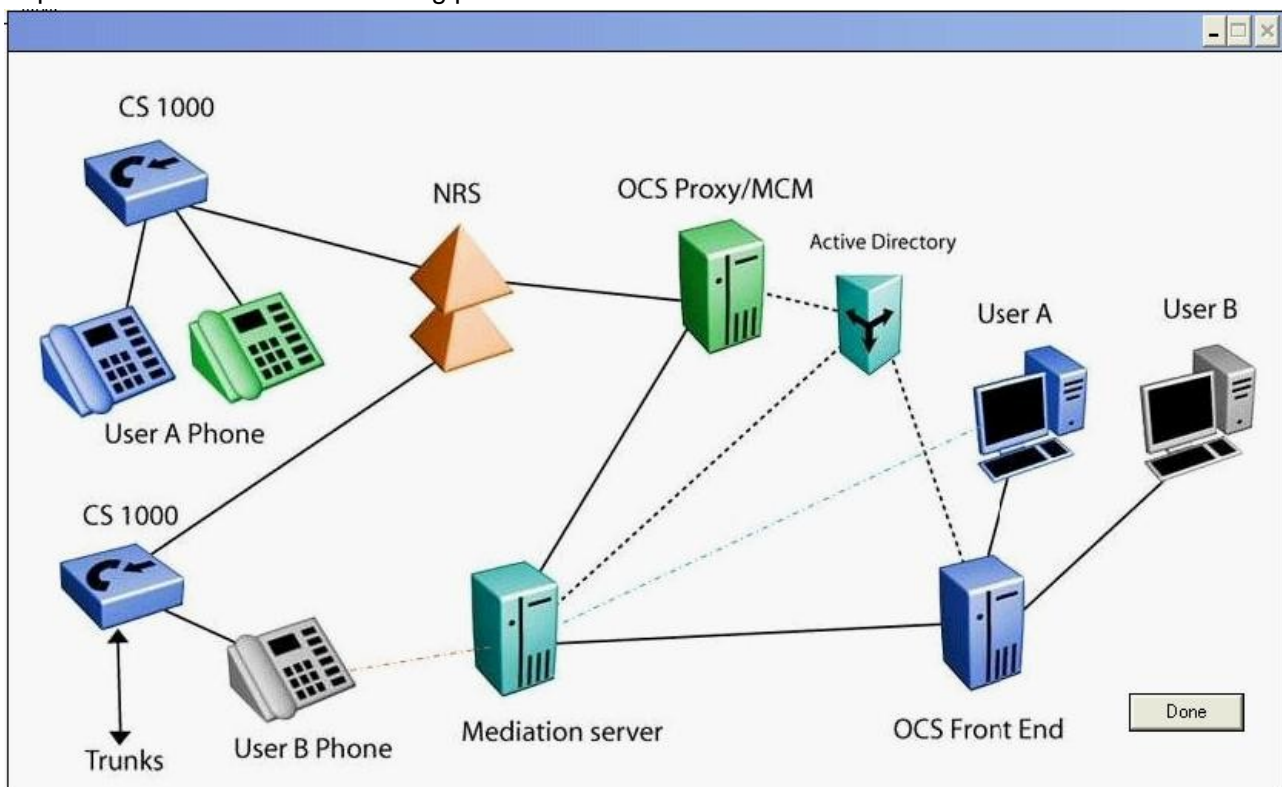 CS 1000
NRS
OCS Proxy/MCM
Active Directory
User A
User B
User A Phone
CS 1000
User B Phone
Trunks
Mediation server
OCS Front End
Done